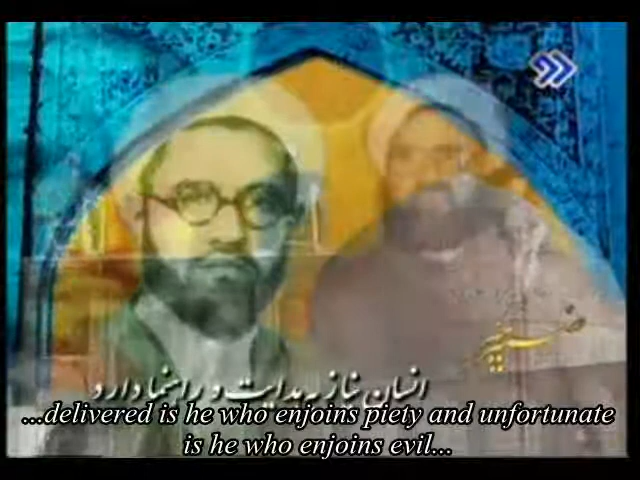 انسان نیاز به هدایت و راهنما دارد
...delivered is he who enjoins piety and unfortunate
is he who enjoins evil...